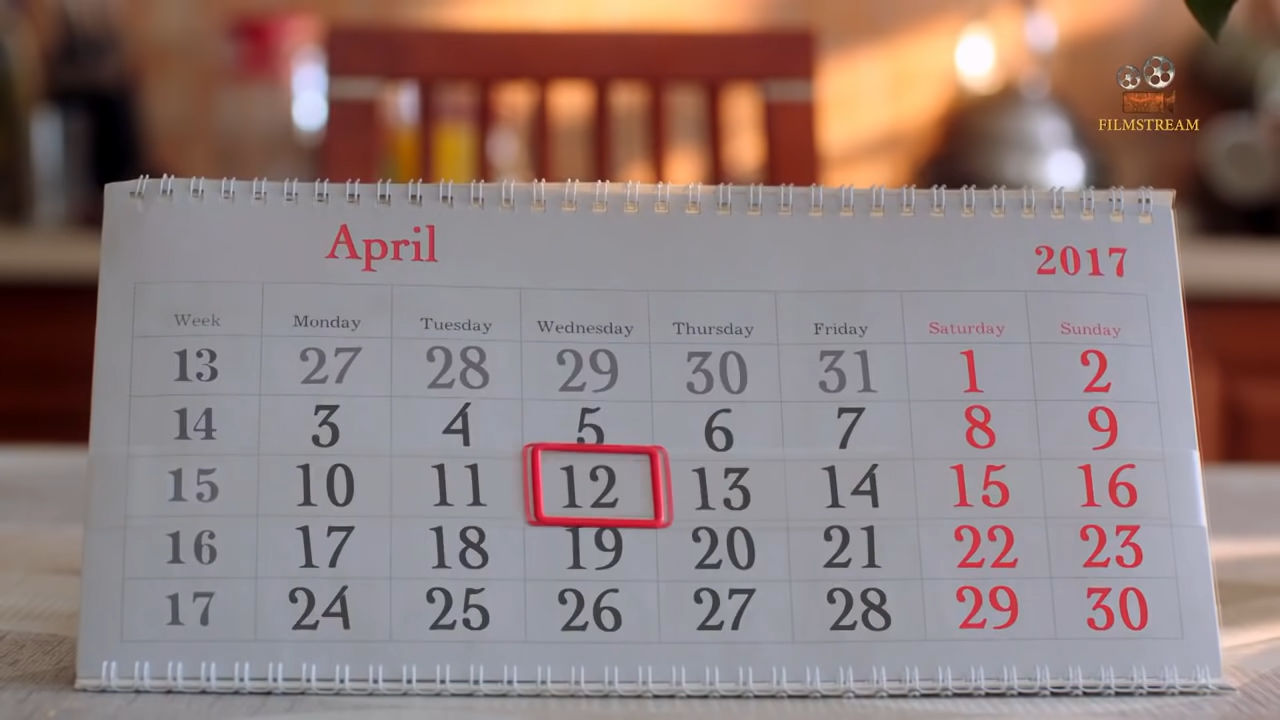 FILMSTREAM
April 2017
Week Monday Tuesday Wednesday Thursday Friday Saturday Sunday
13 27 28 29 30 31 1 2
14 3 4 5 6 7 8 9
15 10 11 12 13 14 15 16
16 17 18 19 20 21 22 23
17 24 25 26 27 28 29 30